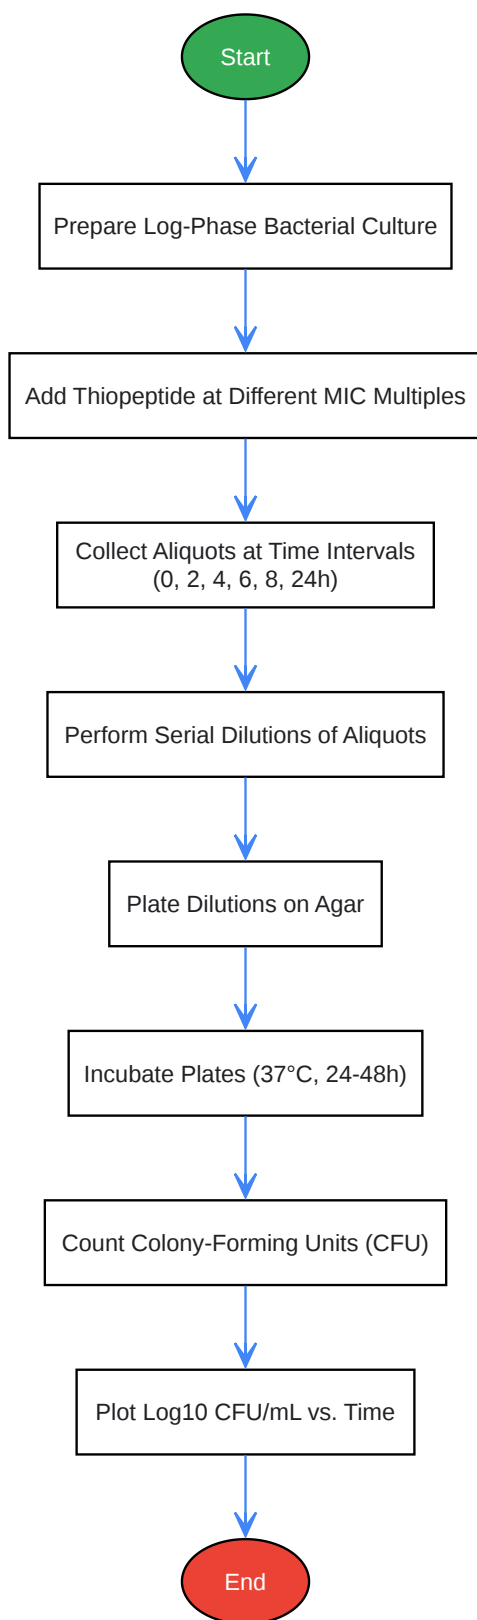 Start
Prepare Log-Phase Bacterial Culture
Add Thiopeptide at Different MIC Multiples
Collect Aliquots at Time Intervals
(0, 2, 4, 6, 8, 24h)
Perform Serial Dilutions of Aliquots
Plate Dilutions on Agar
Incubate Plates (37°C, 24-48h)
Count Colony-Forming Units (CFU)
Plot Log10 CFU/mL vs. Time
End